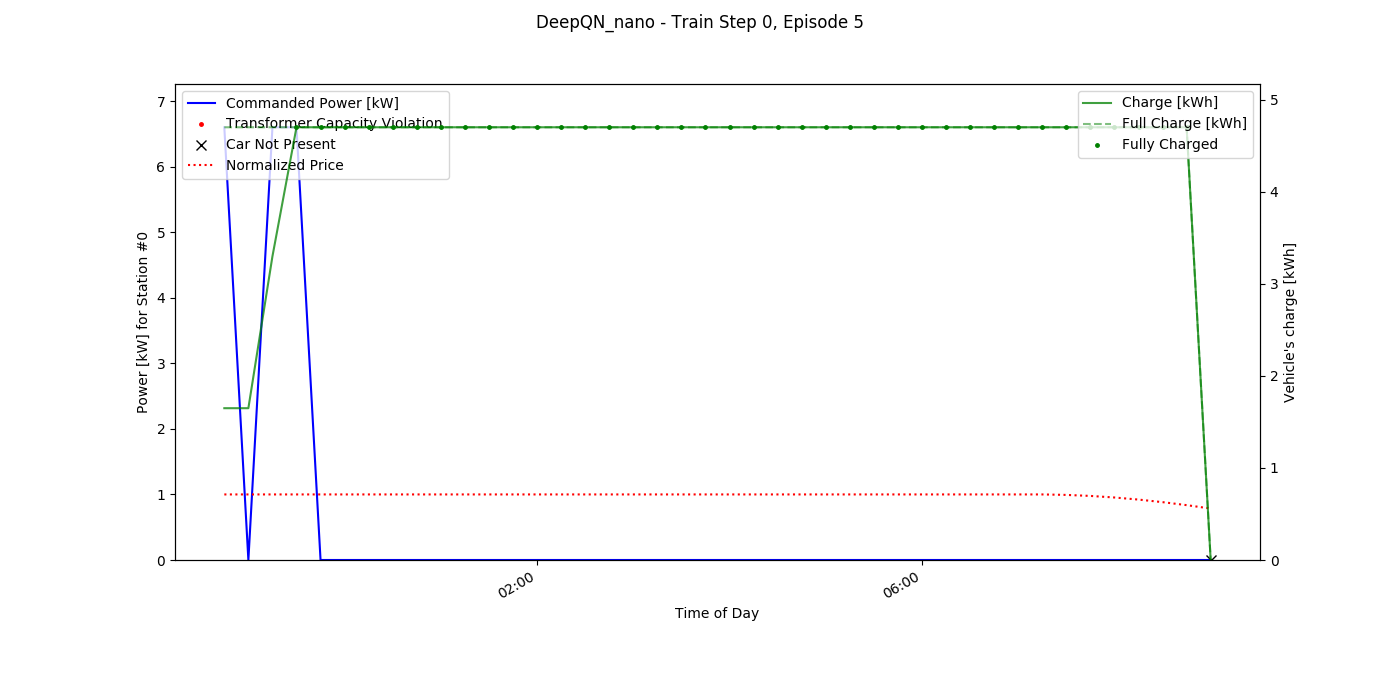 DeepQN_nano - Train Step 0, Episode 5
Commanded Power [kW]
Transformer Capacity Violation
Car Not Present
Normalized Price
Charge [kWh]
Full Charge [kWh]
Fully Charged
7
6
5
4
3
2
1
0
Power [kW] for Station #0
5
4
3
2
1
0
Vehicle's charge [kWh]
02:00
06:00
Time of Day